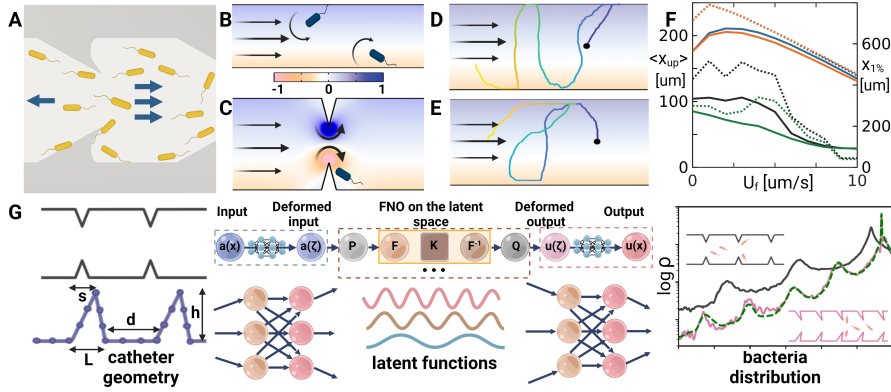 A
B
-1
0
1
C
D
E
F
<x_up>
[um]
200
100
0
x_1%
[um]
600
400
200
0
0
10
U_f [um/s]
G
s
d
h
L
catheter
geometry
Input
Deformed
input
FNO on the latent
space
Deformed
output
Output
a(x)
a(ζ)
P
F
K
F⁻¹
Q
u(ζ)
u(x)
...
latent functions
log ρ
bacteria
distribution